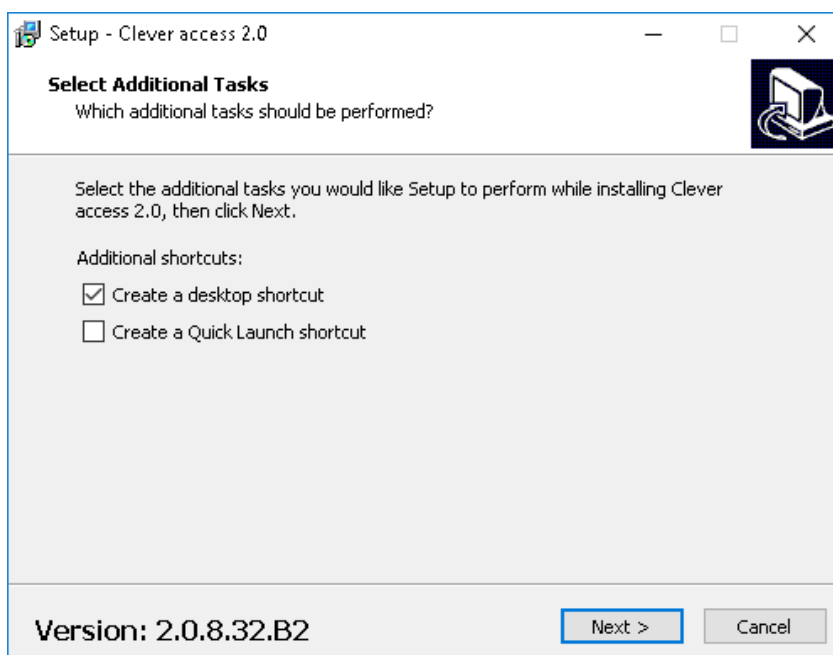 Setup - Clever access 2.0
Select Additional Tasks
Which additional tasks should be performed?
Select the additional tasks you would like Setup to perform while installing Clever
access 2.0, then click Next.
Additional shortcuts:
Create a desktop shortcut
Create a Quick Launch shortcut
Version: 2.0.8.32.B2
Next >
Cancel